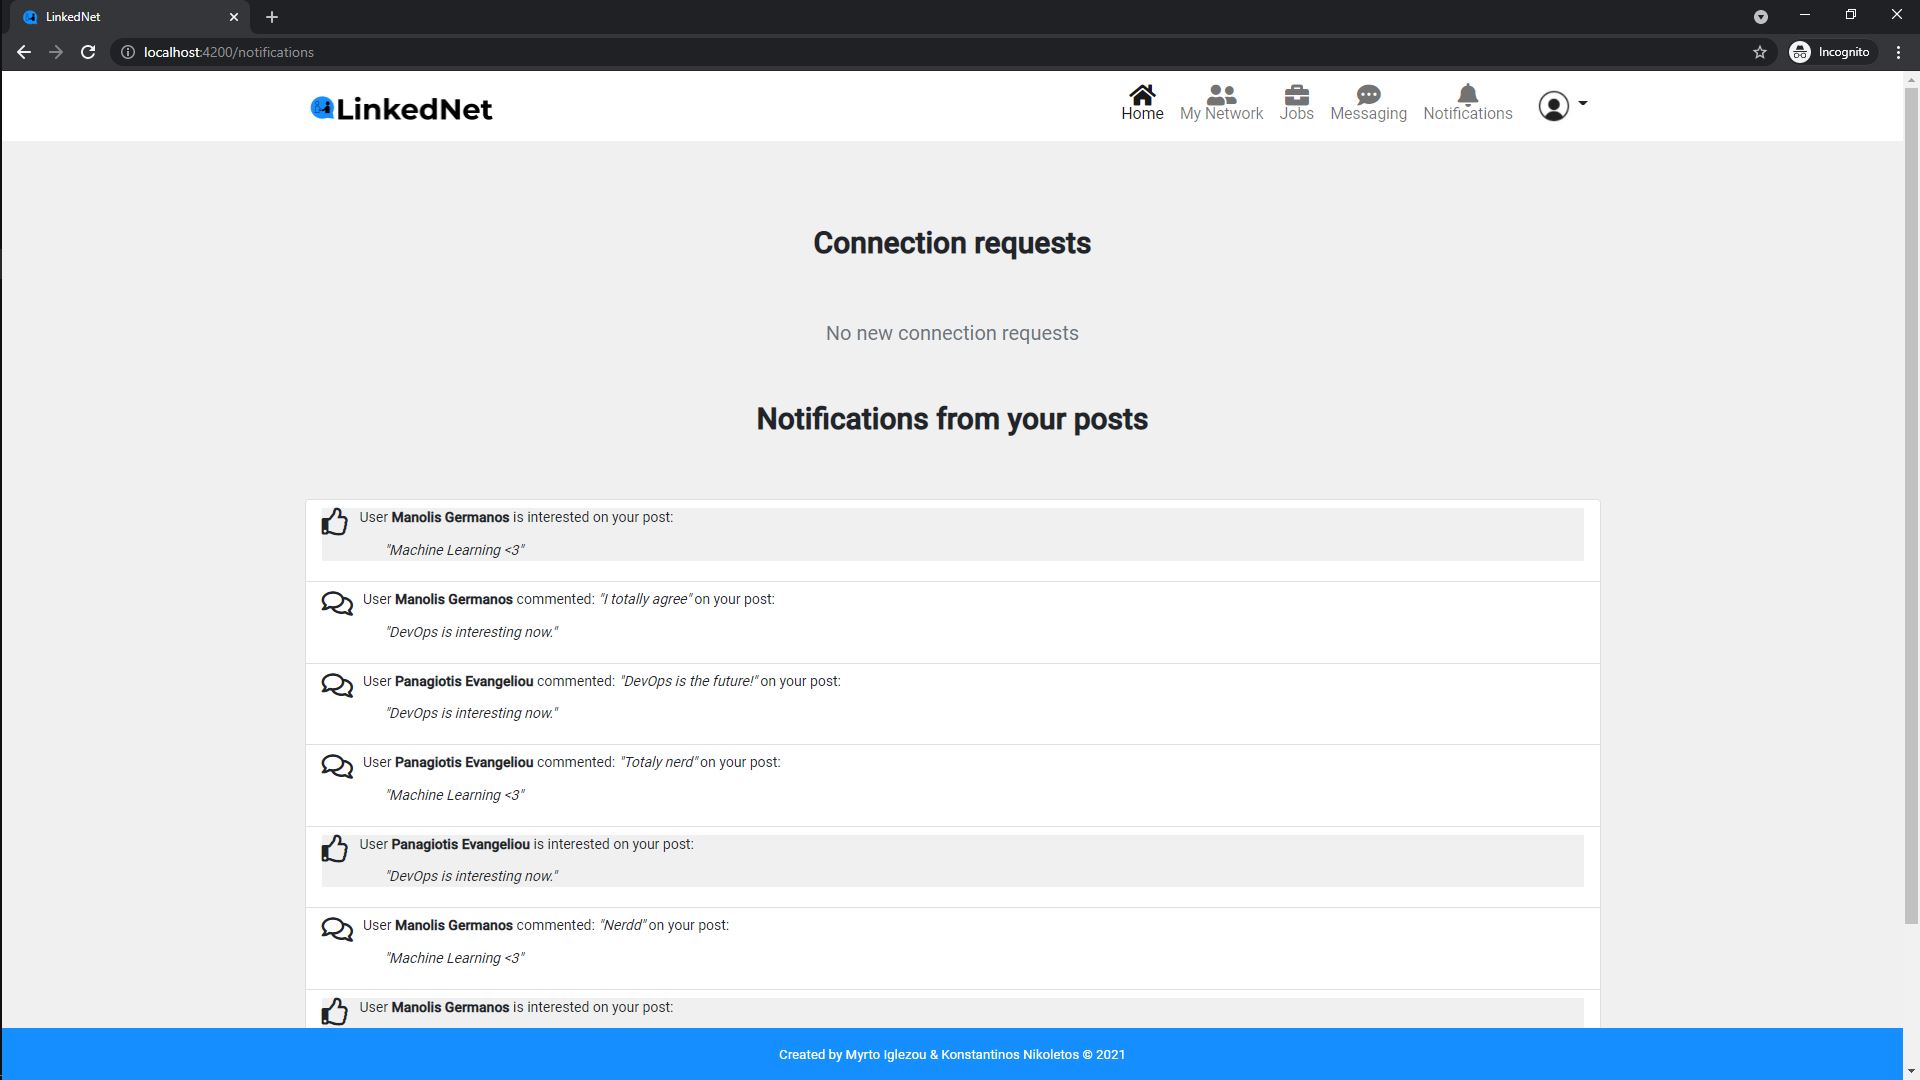 LinkedNet
localhost:4200/notifications
Incognito
LinkedNet
Home
My Network
Jobs
Messaging
Notifications
Connection requests
No new connection requests
Notifications from your posts
User Manolis Germanos is interested on your post:
"Machine Learning <3"
User Manolis Germanos commented: "I totally agree" on your post:
"DevOps is interesting now."
User Panagiotis Evangeliou commented: "DevOps is the future!" on your post:
"DevOps is interesting now."
User Panagiotis Evangeliou commented: "Totaly nerd" on your post:
"Machine Learning <3"
User Panagiotis Evangeliou is interested on your post:
"DevOps is interesting now."
User Manolis Germanos commented: "Nerdd" on your post:
"Machine Learning <3"
User Manolis Germanos is interested on your post:
Created by Myrto Iglezou & Konstantinos Nikoletos © 2021